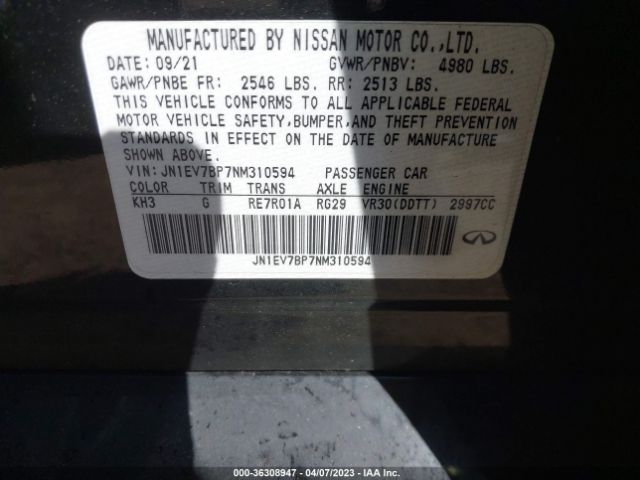 MANUFACTURED BY NISSAN MOTOR CO.,LTD.
DATE: 09/21 GVWR/PNBV: 4980 LBS.
GAWR/PNBE FR: 2546 LBS. RR: 2513 LBS.
THIS VEHICLE CONFORMS TO ALL APPLICABLE FEDERAL
MOTOR VEHICLE SAFETY,BUMPER,AND THEFT PREVENTION
STANDARDS IN EFFECT ON THE DATE OF MANUFACTURE
SHOWN ABOVE.
VIN: JN1EV7BP7NM310594 PASSENGER CAR
COLOR TRIM TRANS AXLE ENGINE
KH3 G RE7R01A RG29 VR30(DDTT) 2997CC
JN1EV7BP7NM310594
000-36308947 - 04/07/2023 - IAA Inc.